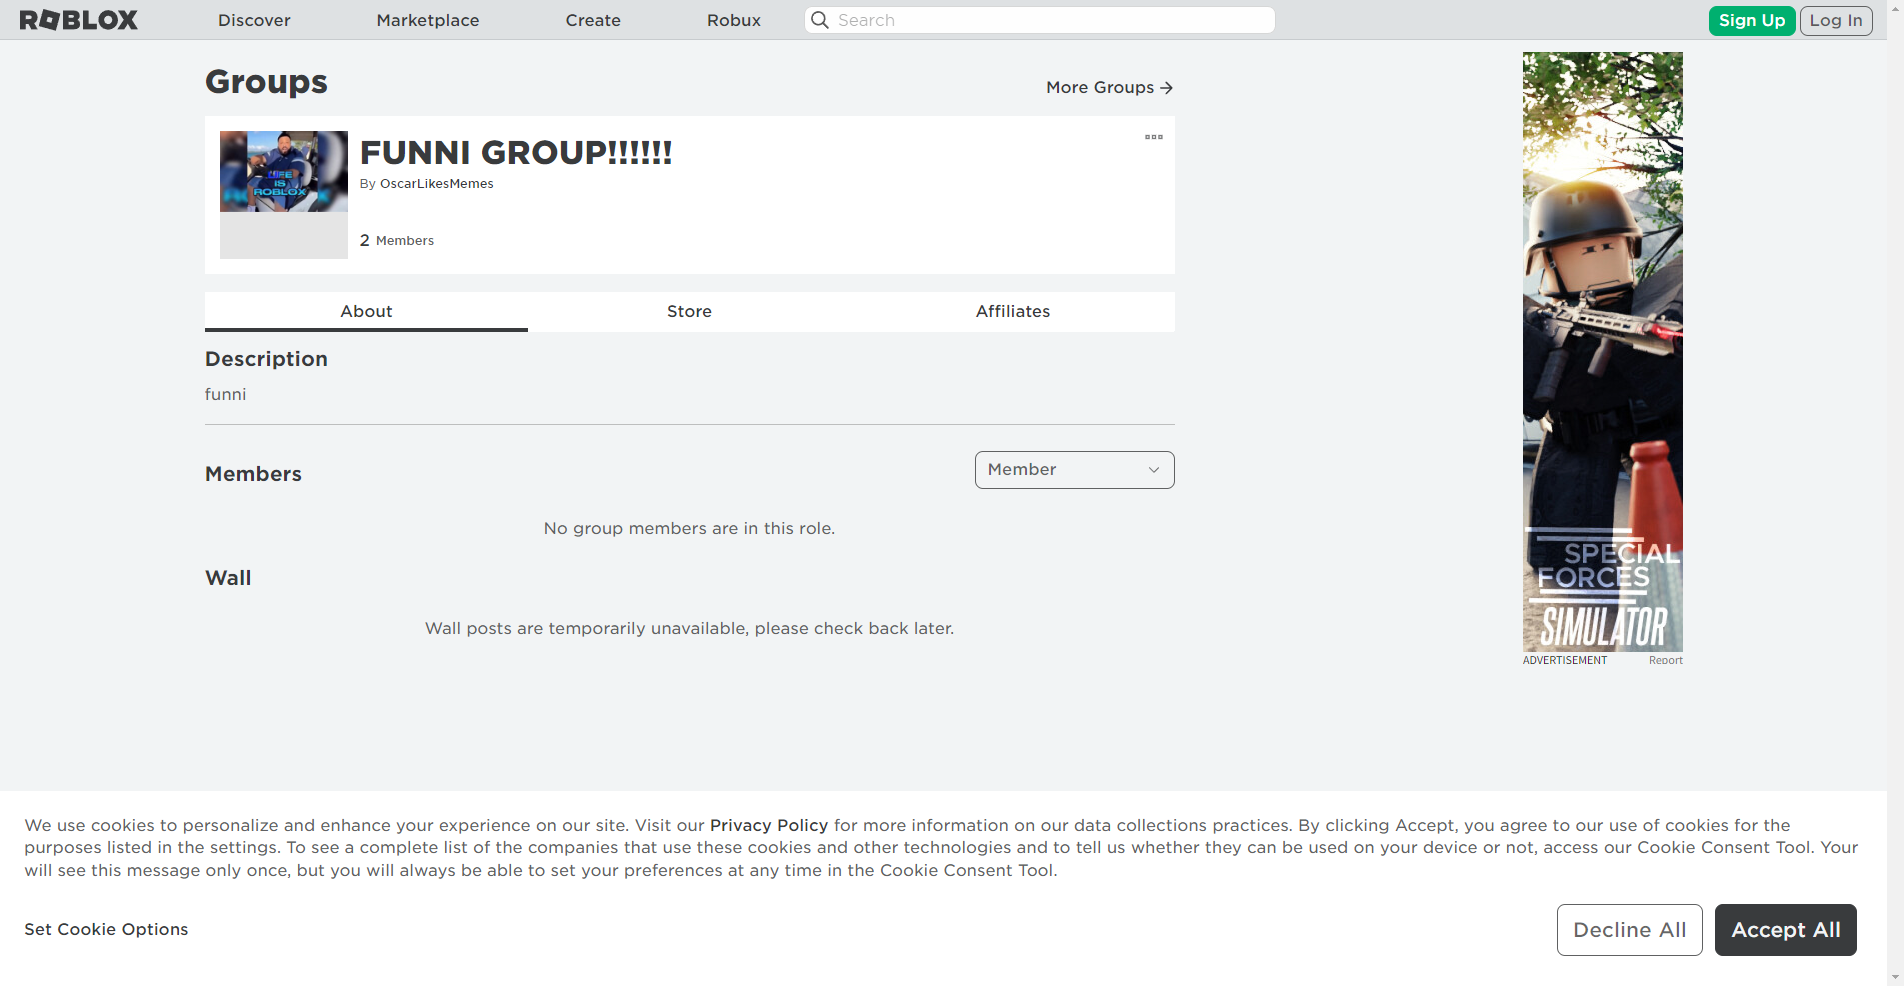 ROBLOX
Discover
Marketplace
Create
Robux
Search
Sign Up
Log In
Groups
More Groups
LIFE
IS
ROBLOX
FUNNI GROUP!!!!!!
By OscarLikesMemes
2 Members
About
Store
Affiliates
Description
funni
Members
Member
No group members are in this role.
Wall
Wall posts are temporarily unavailable, please check back later.
SPECIAL
FORCES
SIMULATOR
ADVERTISEMENT
Report
We use cookies to personalize and enhance your experience on our site. Visit our Privacy Policy for more information on our data collections practices. By clicking Accept, you agree to our use of cookies for the
purposes listed in the settings. To see a complete list of the companies that use these cookies and other technologies and to tell us whether they can be used on your device or not, access our Cookie Consent Tool. Your
will see this message only once, but you will always be able to set your preferences at any time in the Cookie Consent Tool.
Set Cookie Options
Decline All
Accept All